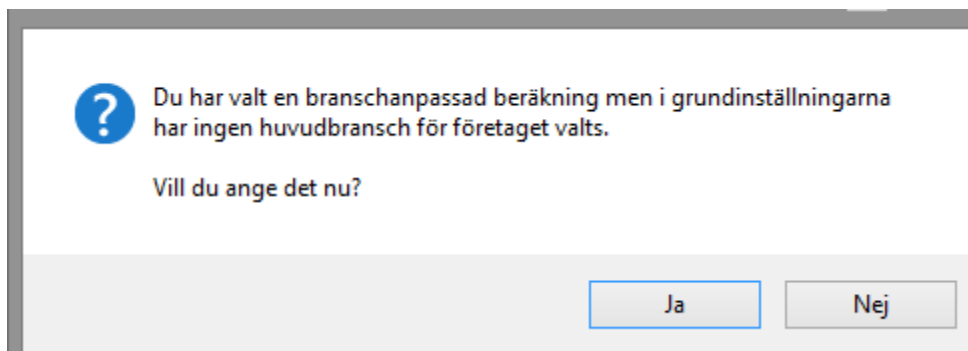 Du har valt en branschanpassad beräkning men i grundinställningarna
har ingen huvudbransch för företaget valts.
Vill du ange det nu?
Ja
Nej